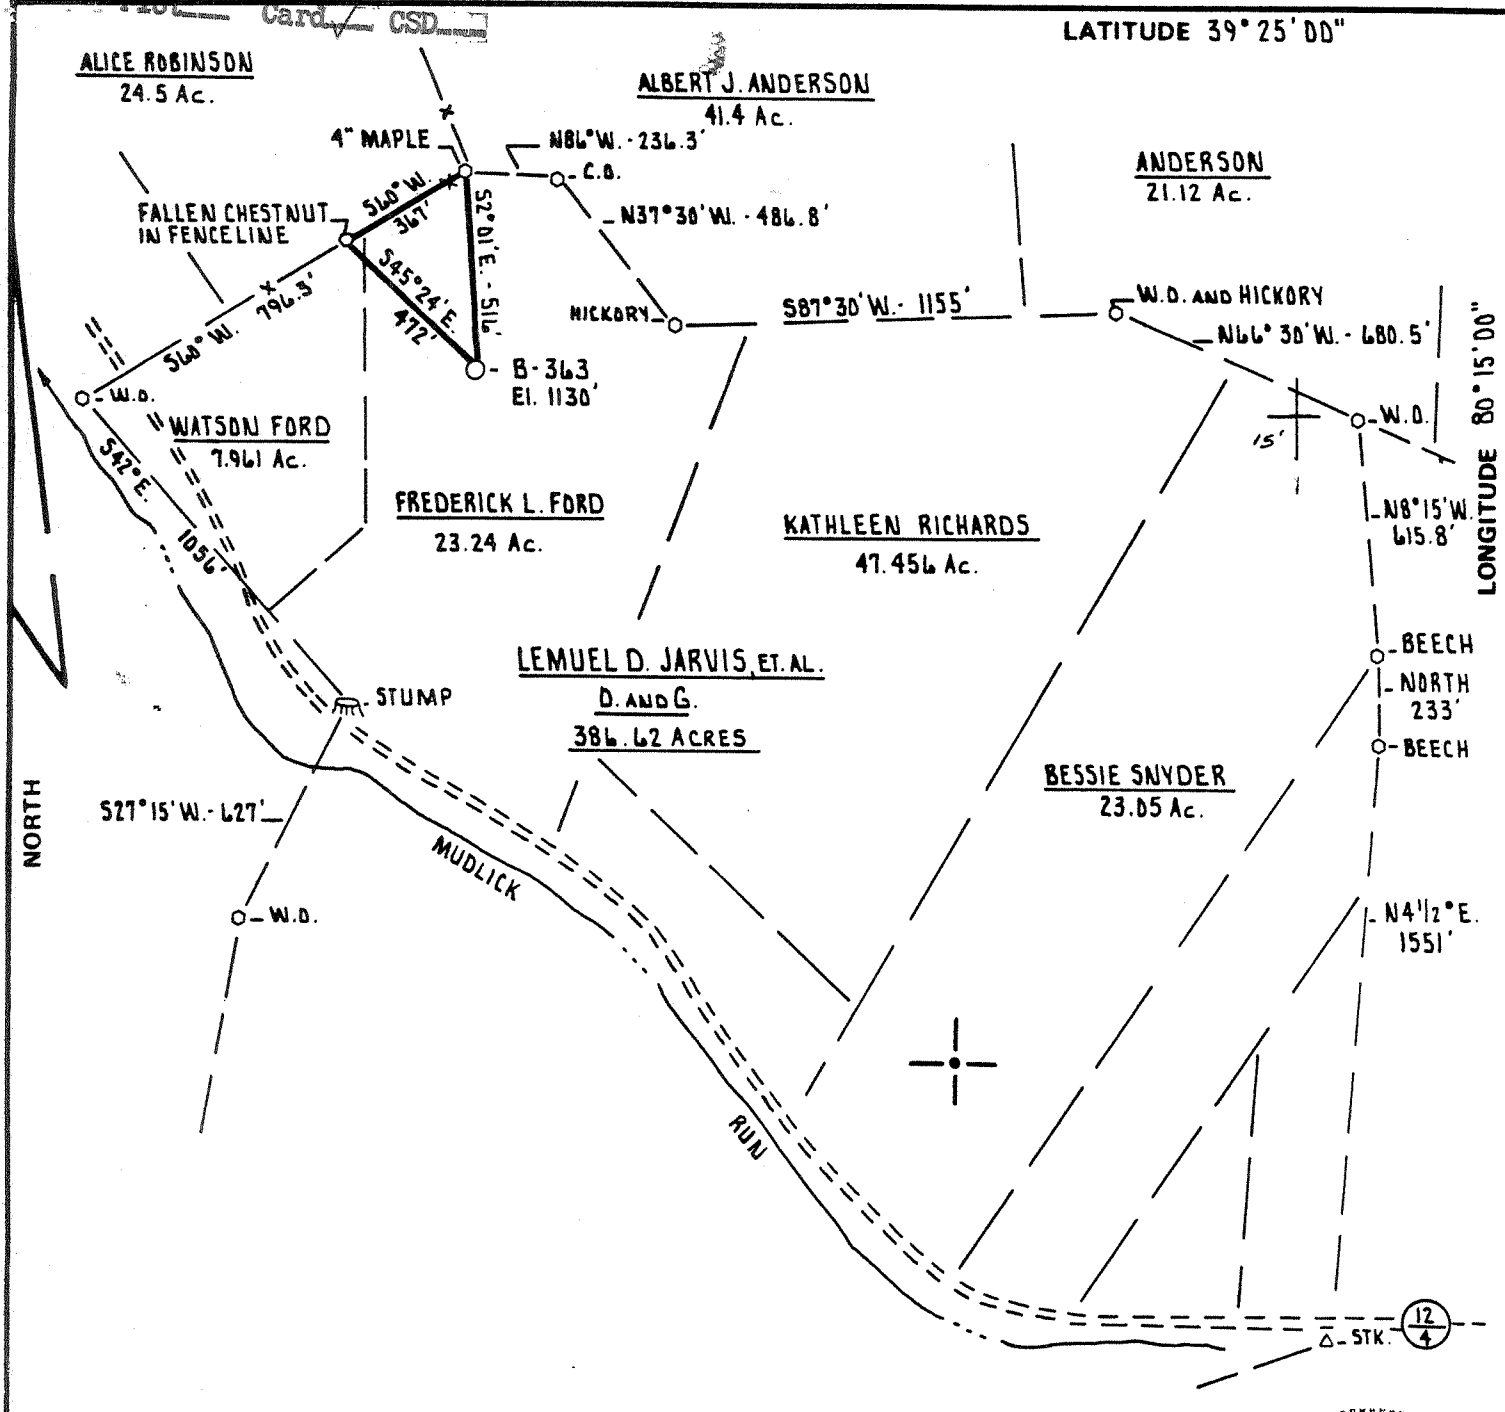 Card CSD
LATITUDE 39°25'00"
ALICE ROBINSON
24.5 Ac.
ALBERT J. ANDERSON
41.4 Ac.
4" MAPLE
N86°W. - 236.3'
C.O.
ANDERSON
21.12 Ac.
S60°W.
367'
FALLEN CHESTNUT
IN FENCELINE
N37°30'W. - 486.8'
S2°01'E. - 516'
S45°24'E.
472'
HICKORY
S87°30'W. - 1155'
W.O. AND HICKORY
N66°30'W. - 680.5'
S60°W. 796.3'
B-363
El. 1130'
LONGITUDE 80°15'00"
W.O.
W.O.
15'
WATSON FORD
7.961 Ac.
S42°E.
1056'
FREDERICK L. FORD
23.24 Ac.
KATHLEEN RICHARDS
47.456 Ac.
N8°15'W.
615.8'
LEMUEL D. JARVIS, ET. AL.
O. AND G.
386.62 ACRES
BEECH
NORTH
233'
BEECH
STUMP
NORTH
S27°15'W. - 627'
BESSIE SNYDER
23.05 Ac.
MUDLICK
W.O.
N4 1/2°E.
1551'
RUN
12
4
STK.